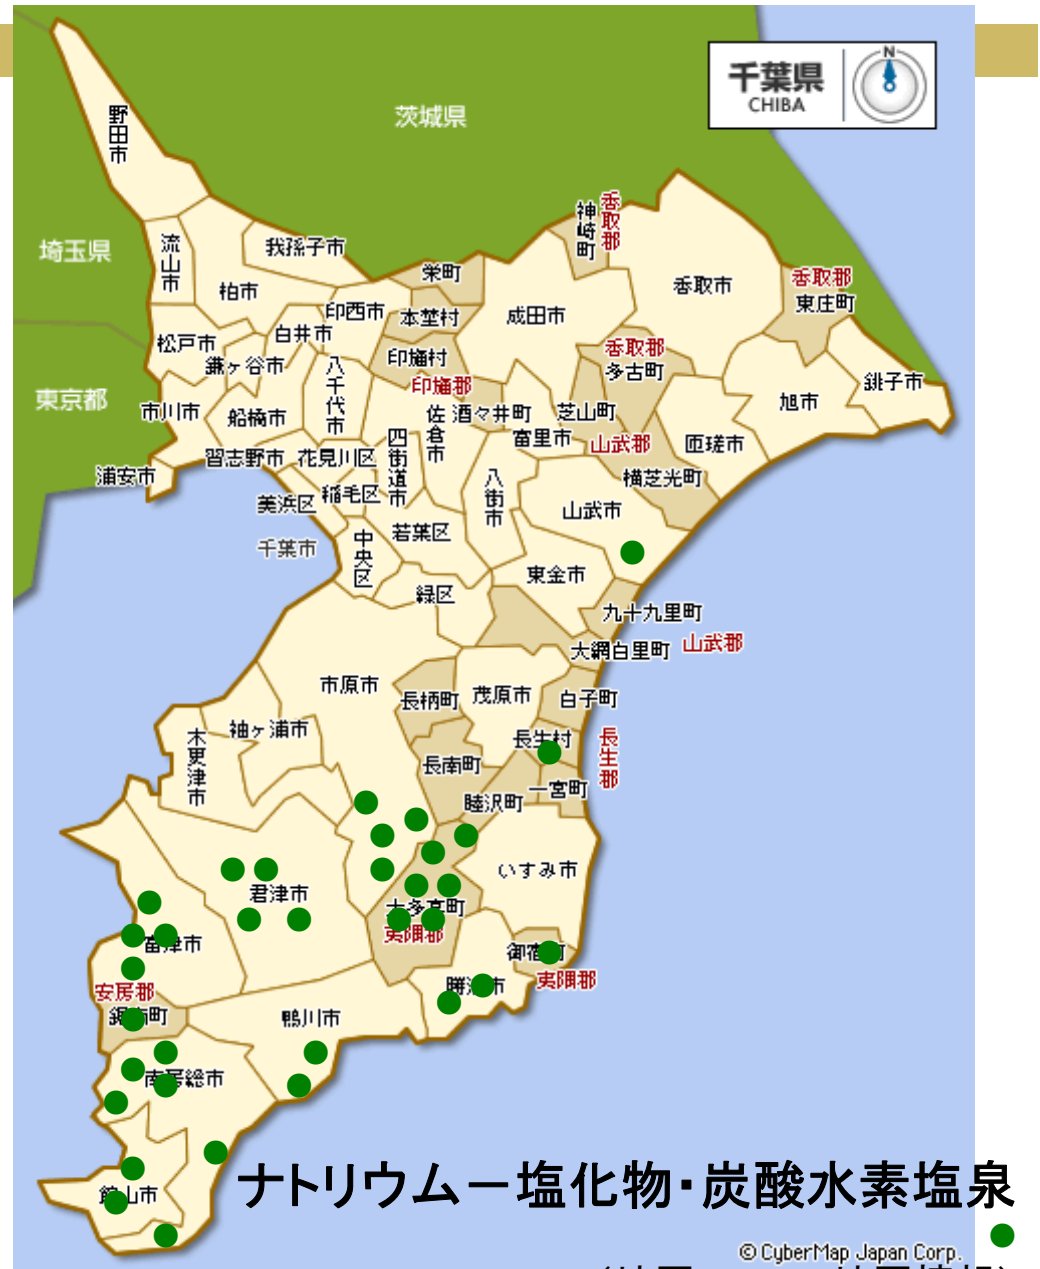 千葉県
CHIBA
N
茨城県
野田市
埼玉県
東京都
流山市
我孫子市
柏市
栄町
神崎町
香取郡
香取市
香取郡
東庄町
印西市
本埜村
成田市
白井市
松戸市
鎌ヶ谷市
印旛村
印旛郡
香取郡
多古町
銚子市
旭市
市川市
船橋市
八千代市
佐倉市
酒々井町
芝山町
富里市
山武郡
匝瑳市
習志野市
花見川区
四街道市
浦安市
稲毛区
美浜区
八街市
横芝光町
山武市
千葉市
中央区
若葉区
緑区
東金市
九十九里町
大網白里町
山武郡
市原市
長柄町
茂原市
白子町
袖ヶ浦市
木更津市
長生村
長生郡
長南町
一宮町
睦沢町
いすみ市
君津市
大多喜町
夷隅郡
富津市
御宿町
夷隅郡
勝浦市
安房郡
鋸南町
鴨川市
南房総市
館山市
ナトリウム－塩化物・炭酸水素塩泉
© CyberMap Japan Corp.